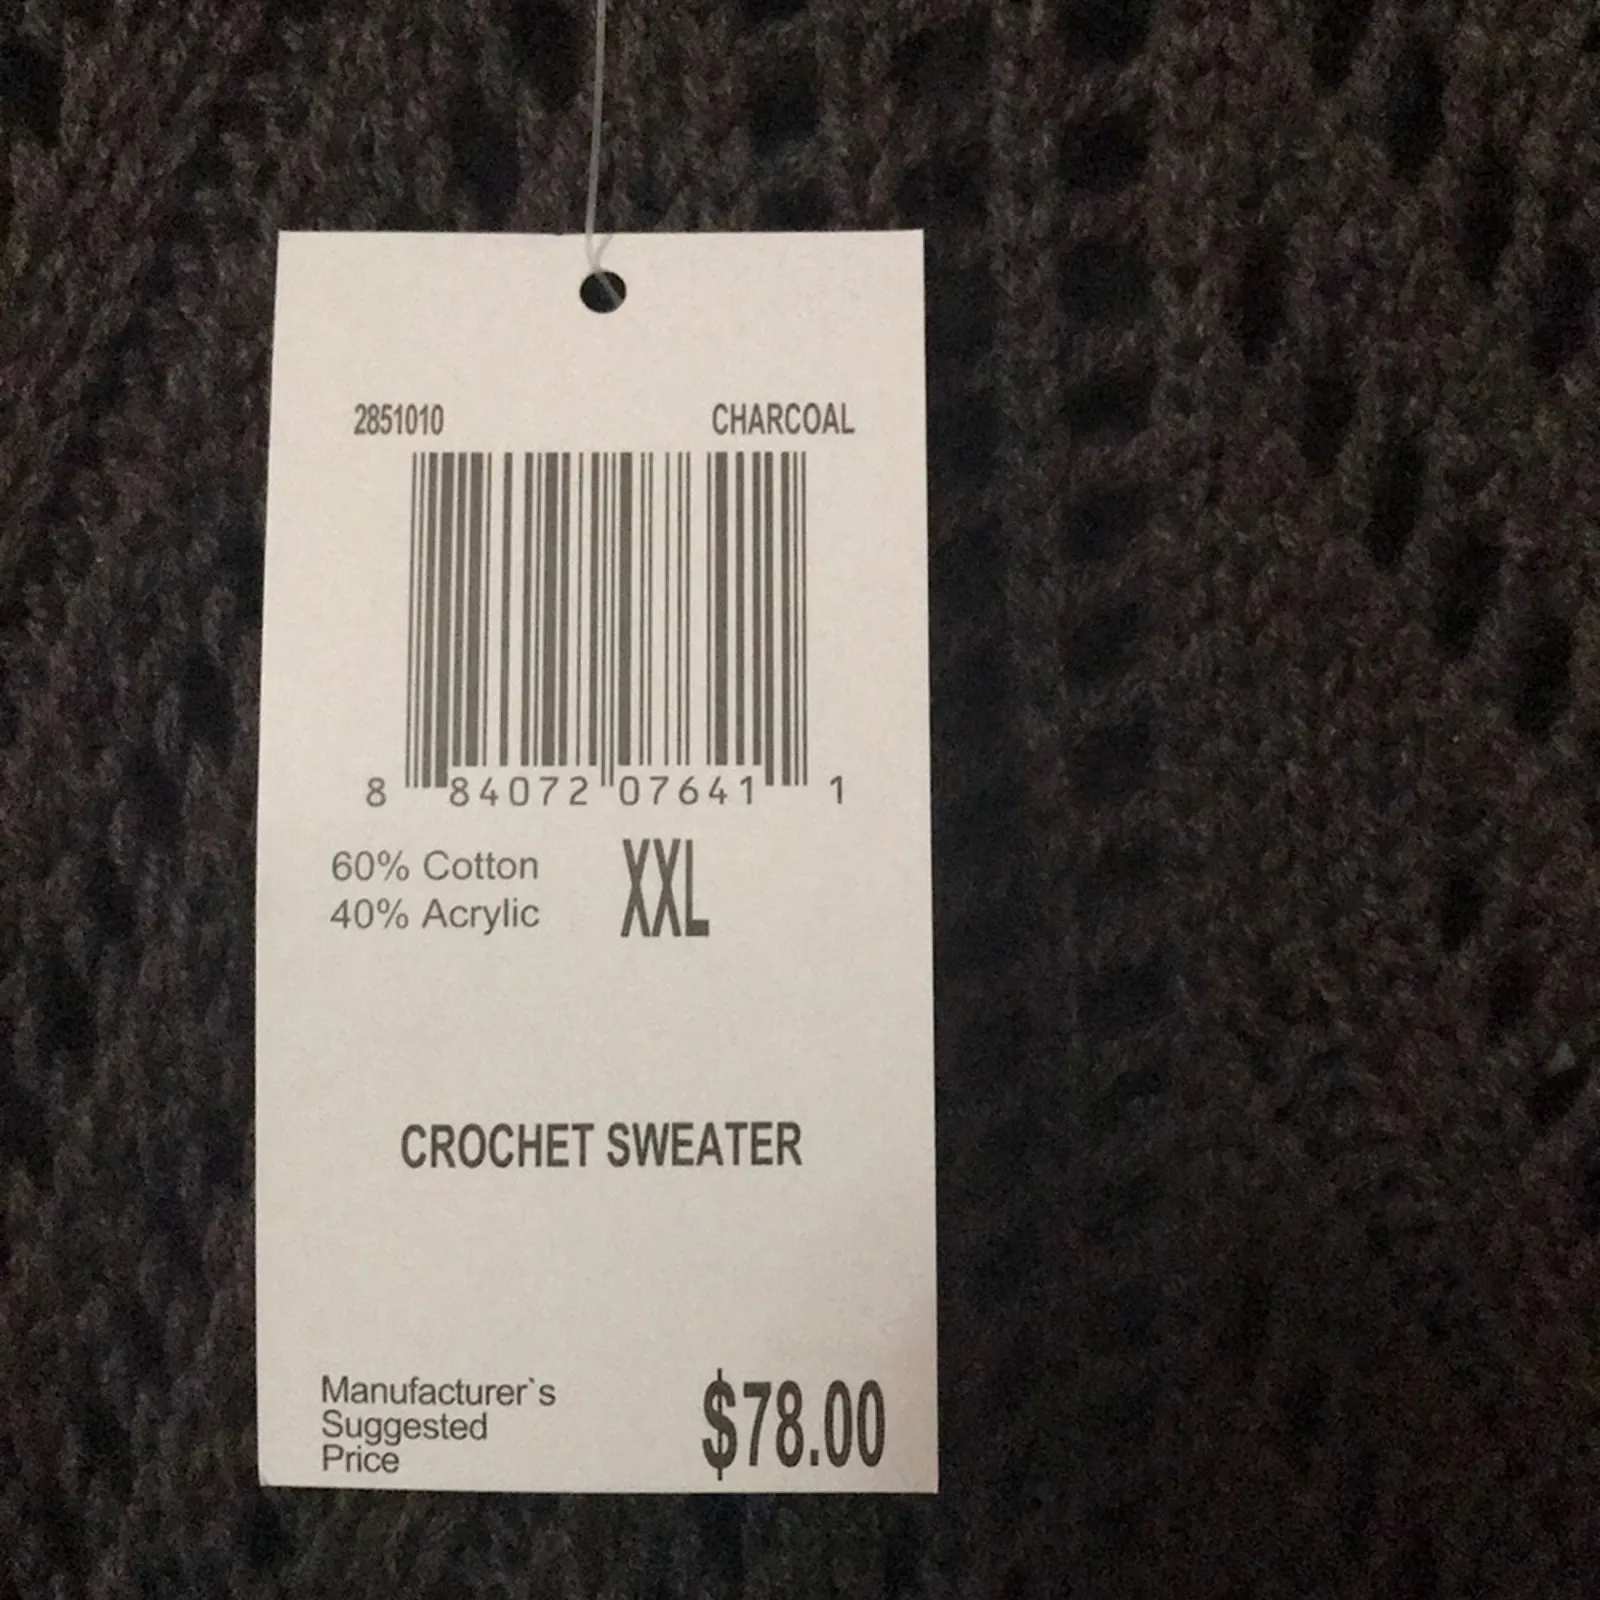 2851010 CHARCOAL
8 84072 07641 1
60% Cotton XXL
40% Acrylic
CROCHET SWEATER
Manufacturer`s
Suggested
Price
$78.00